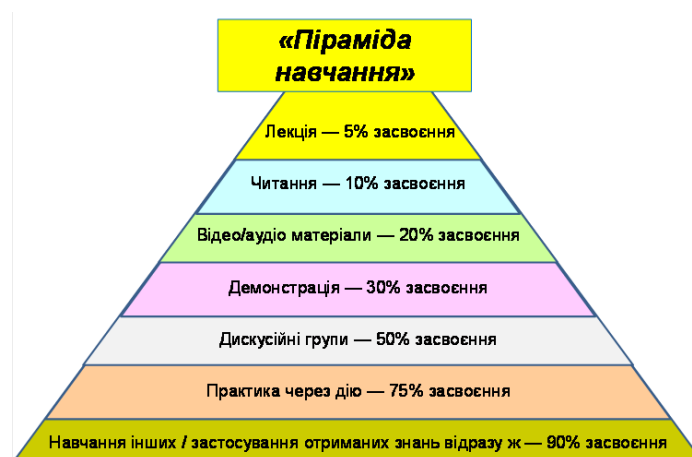 «Піраміда
навчання»
Лекція — 5% засвоєння
Читання — 10% засвоєння
Відео/аудіо матеріали — 20% засвоєння
Демонстрація — 30% засвоєння
Дискусійні групи — 50% засвоєння
Практика через дію — 75% засвоєння
Навчання інших / застосування отриманих знань відразу ж — 90% засвоєння